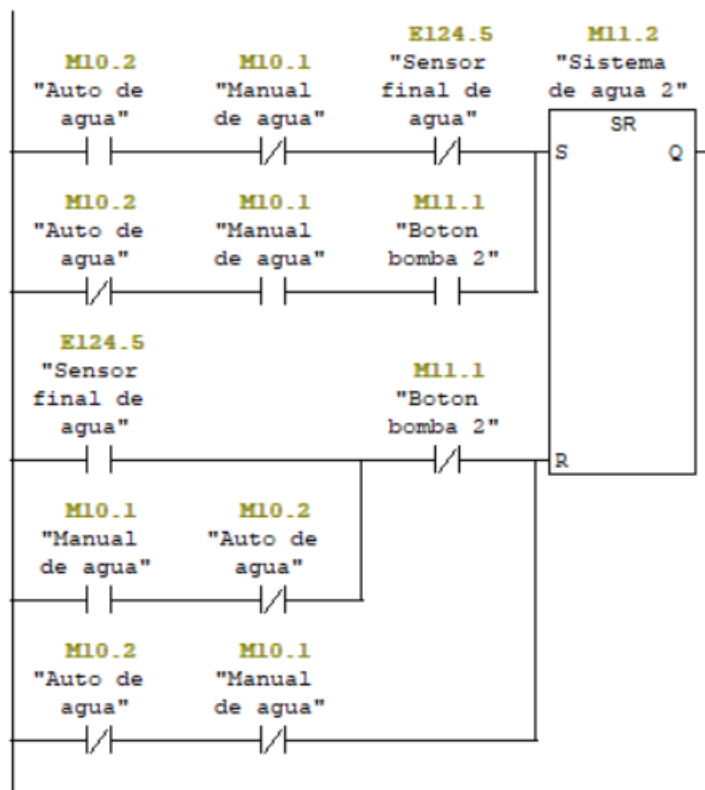 E124.5 M11.2
M10.2 M10.1 "Sensor "Sistema
"Auto de "Manual final de de agua 2"
agua" de agua" agua" SR
S Q
M10.2 M10.1 M11.1
"Auto de "Manual "Boton
agua" de agua" bomba 2"
E124.5
"Sensor M11.1
final de "Boton
agua" bomba 2"
R
M10.1 M10.2
"Manual "Auto de
de agua" agua"
M10.2 M10.1
"Auto de "Manual
agua" de agua"